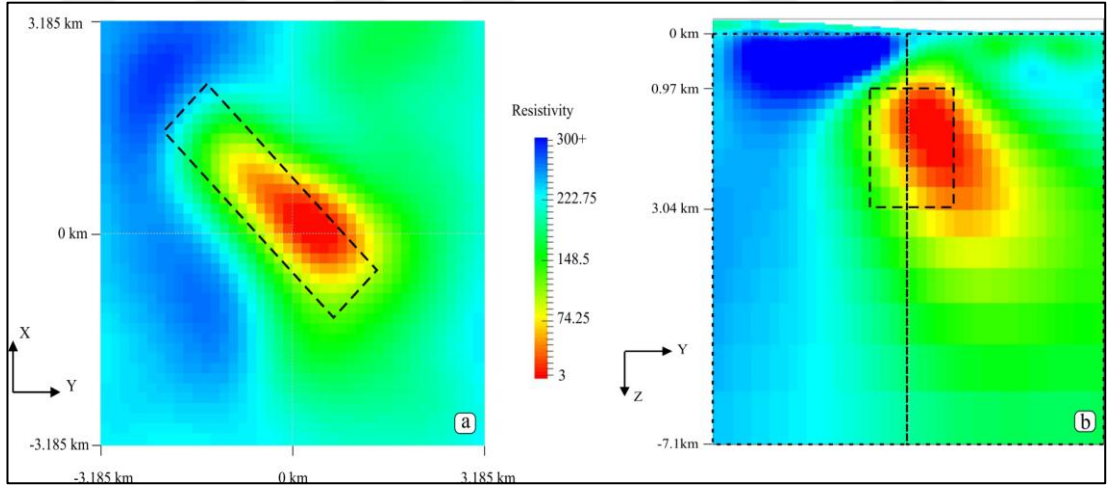 3.185 km
0 km
-3.185 km
-3.185 km
0 km
3.185 km
X
Y
a
Resistivity
300+
222.75
148.5
74.25
3
0 km
0.97 km
3.04 km
-7.1km
Y
Z
b